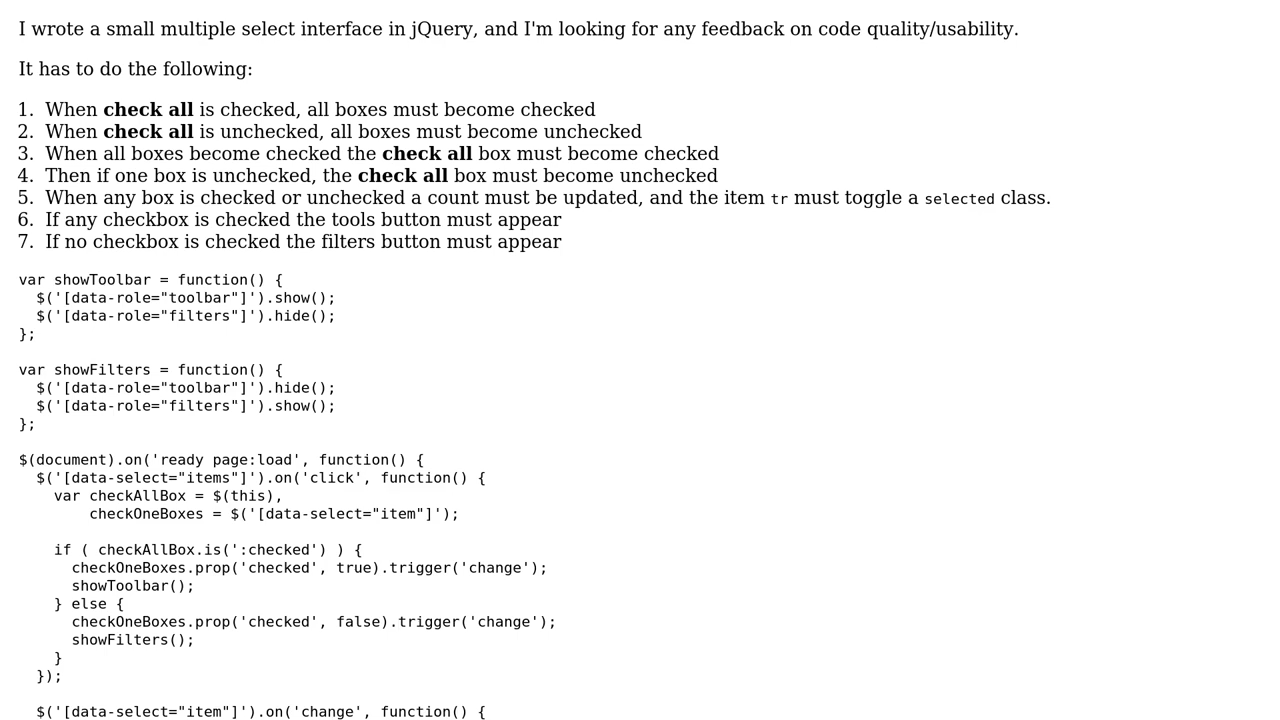 I wrote a small multiple select interface in jQuery, and I'm looking for any feedback on code quality/usability.
It has to do the following:
1. When check all is checked, all boxes must become checked
2. When check all is unchecked, all boxes must become unchecked
3. When all boxes become checked the check all box must become checked
4. Then if one box is unchecked, the check all box must become unchecked
5. When any box is checked or unchecked a count must be updated, and the item tr must toggle a selected class.
6. If any checkbox is checked the tools button must appear
7. If no checkbox is checked the filters button must appear
var showToolbar = function() {
  $('[data-role="toolbar"]').show();
  $('[data-role="filters"]').hide();
};
var showFilters = function() {
  $('[data-role="toolbar"]').hide();
  $('[data-role="filters"]').show();
};
$(document).on('ready page:load', function() {
  $('[data-select="items"]').on('click', function() {
    var checkAllBox = $(this),
        checkOneBoxes = $('[data-select="item"]');
    if ( checkAllBox.is(':checked') ) {
      checkOneBoxes.prop('checked', true).trigger('change');
      showToolbar();
    } else {
      checkOneBoxes.prop('checked', false).trigger('change');
      showFilters();
    }
  });
  $('[data-select="item"]').on('change', function() {